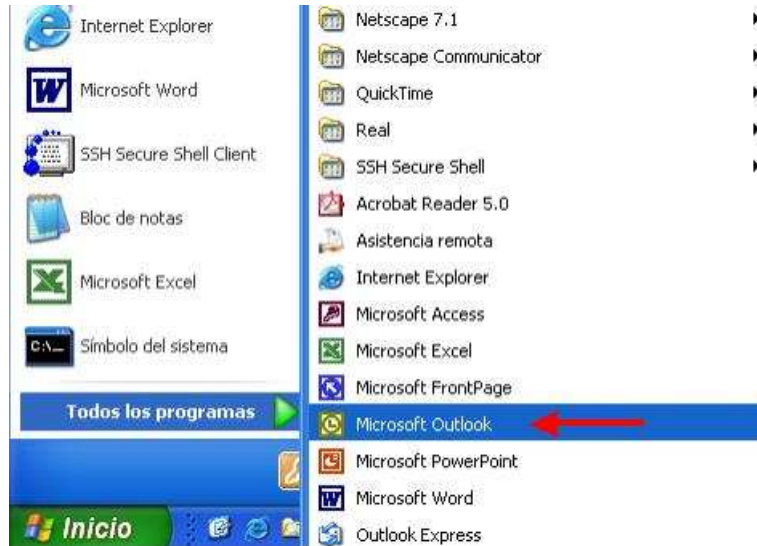 Internet Explorer
Microsoft Word
SSH Secure Shell Client
Bloc de notas
Microsoft Excel
C:\_
Símbolo del sistema
Todos los programas
Inicio
Netscape 7.1
Netscape Communicator
QuickTime
Real
SSH Secure Shell
Acrobat Reader 5.0
Asistencia remota
Internet Explorer
Microsoft Access
Microsoft Excel
Microsoft FrontPage
Microsoft Outlook
Microsoft PowerPoint
Microsoft Word
Outlook Express